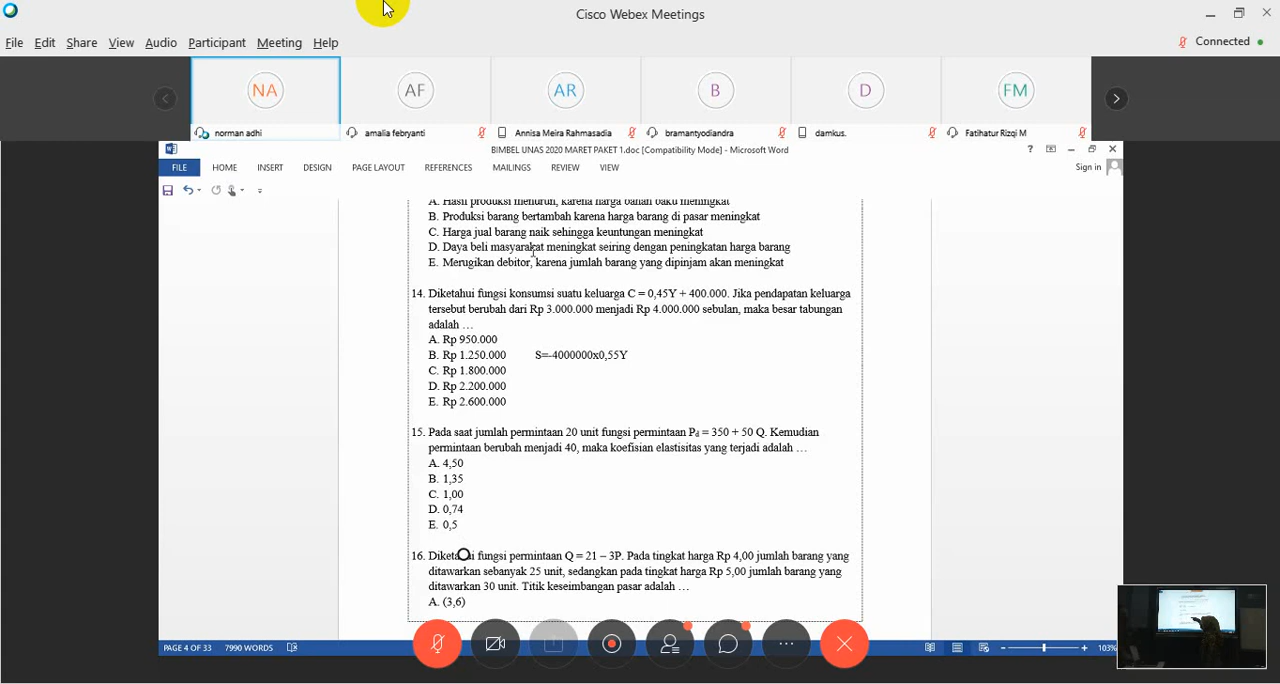 Cisco Webex Meetings
File Edit Share View Audio Participant Meeting Help
Connected
NA AF AR B D FM
norman adhi amalia febryanti Annisa Meira Rahmasadia bramantyodiandra damkus. Fatihatur Rizqi M
BIMBEL UNAS 2020 MARET PAKET 1.doc [Compatibility Mode] - Microsoft Word
FILE HOME INSERT DESIGN PAGE LAYOUT REFERENCES MAILINGS REVIEW VIEW Sign in
A. Hasil produksi menurun, karena harga bahan baku meningkat
B. Produksi barang bertambah karena harga barang di pasar meningkat
C. Harga jual barang naik sehingga keuntungan meningkat
D. Daya beli masyarakat meningkat seiring dengan peningkatan harga barang
E. Merugikan debitor, karena jumlah barang yang dipinjam akan meningkat
14. Diketahui fungsi konsumsi suatu keluarga C = 0,45Y + 400.000. Jika pendapatan keluarga
tersebut berubah dari Rp 3.000.000 menjadi Rp 4.000.000 sebulan, maka besar tabungan
adalah …
A. Rp 950.000
B. Rp 1.250.000 S=-4000000x0,55Y
C. Rp 1.800.000
D. Rp 2.200.000
E. Rp 2.600.000
15. Pada saat jumlah permintaan 20 unit fungsi permintaan Pd = 350 + 50 Q. Kemudian
permintaan berubah menjadi 40, maka koefisian elastisitas yang terjadi adalah …
A. 4,50
B. 1,35
C. 1,00
D. 0,74
E. 0,5
16. Diketahui fungsi permintaan Q = 21 – 3P. Pada tingkat harga Rp 4,00 jumlah barang yang
ditawarkan sebanyak 25 unit, sedangkan pada tingkat harga Rp 5,00 jumlah barang yang
ditawarkan 30 unit. Titik keseimbangan pasar adalah …
A. (3,6)
PAGE 4 OF 33 7990 WORDS 103%